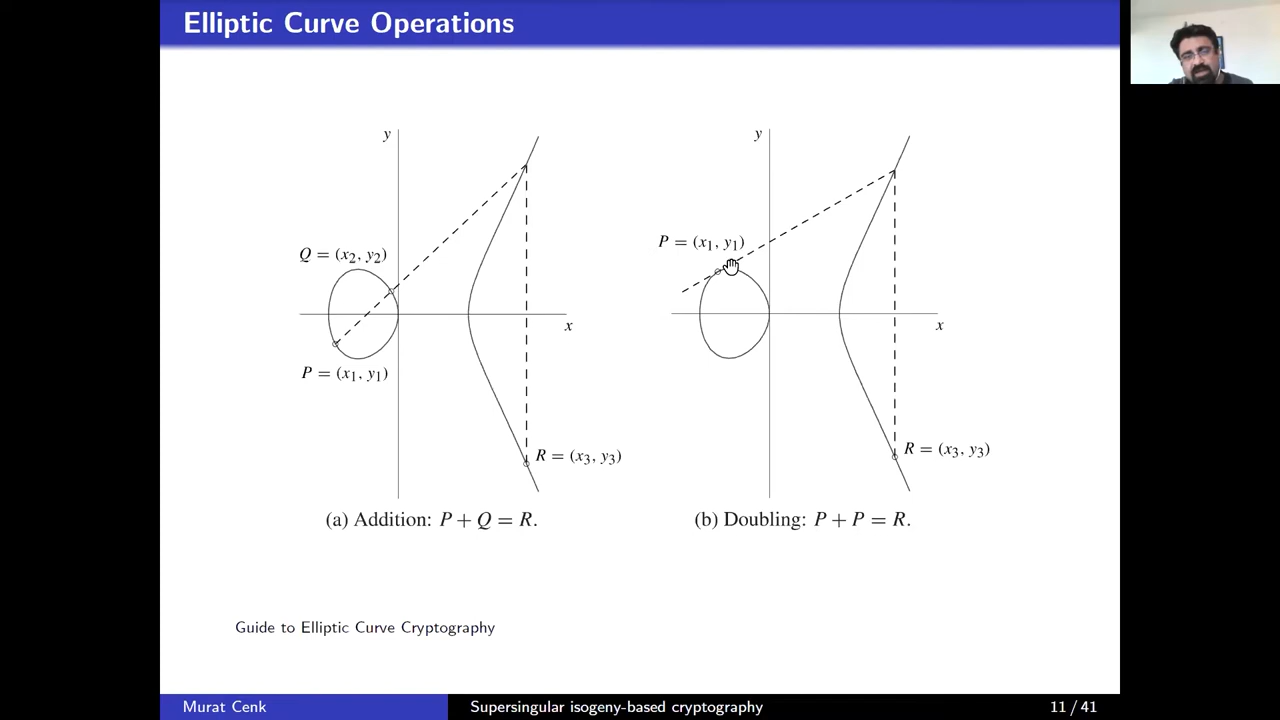 Elliptic Curve Operations
y
Q = (x₂, y₂)
x
P = (x₁, y₁)
R = (x₃, y₃)
(a) Addition: P + Q = R.
y
P = (x₁, y₁)
x
R = (x₃, y₃)
(b) Doubling: P + P = R.
Guide to Elliptic Curve Cryptography
Murat Cenk
Supersingular isogeny-based cryptography
11 / 41